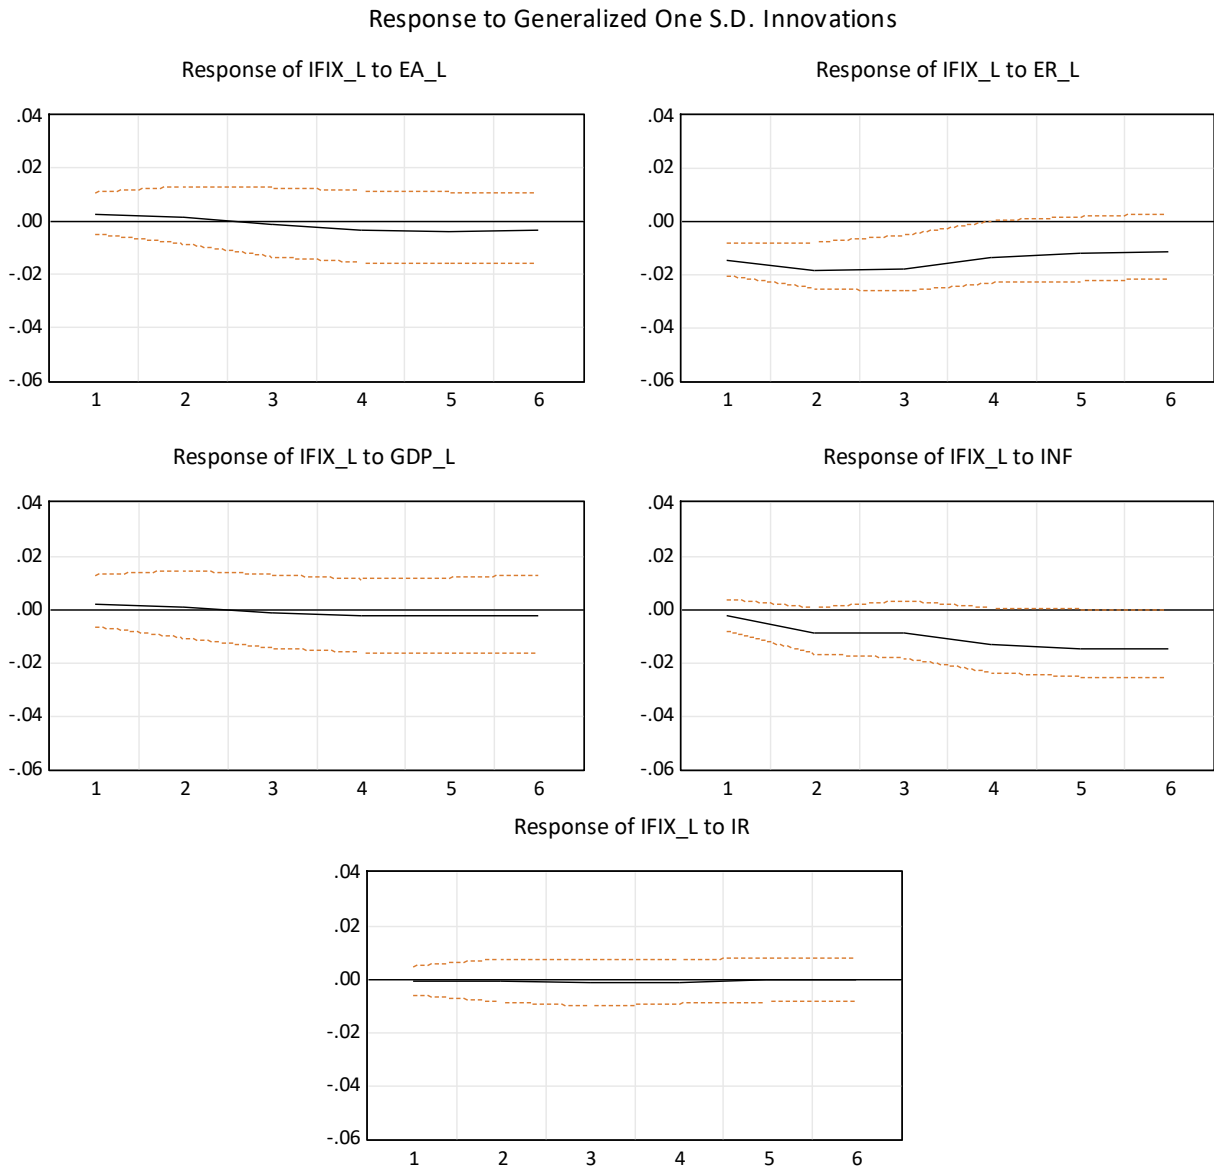 Response to Generalized One S.D. Innovations
Response of IFIX_L to EA_L
.04
.02
.00
-.02
-.04
-.06
1 2 3 4 5 6
Response of IFIX_L to ER_L
.04
.02
.00
-.02
-.04
-.06
1 2 3 4 5 6
Response of IFIX_L to GDP_L
.04
.02
.00
-.02
-.04
-.06
1 2 3 4 5 6
Response of IFIX_L to INF
.04
.02
.00
-.02
-.04
-.06
1 2 3 4 5 6
Response of IFIX_L to IR
.04
.02
.00
-.02
-.04
-.06
1 2 3 4 5 6